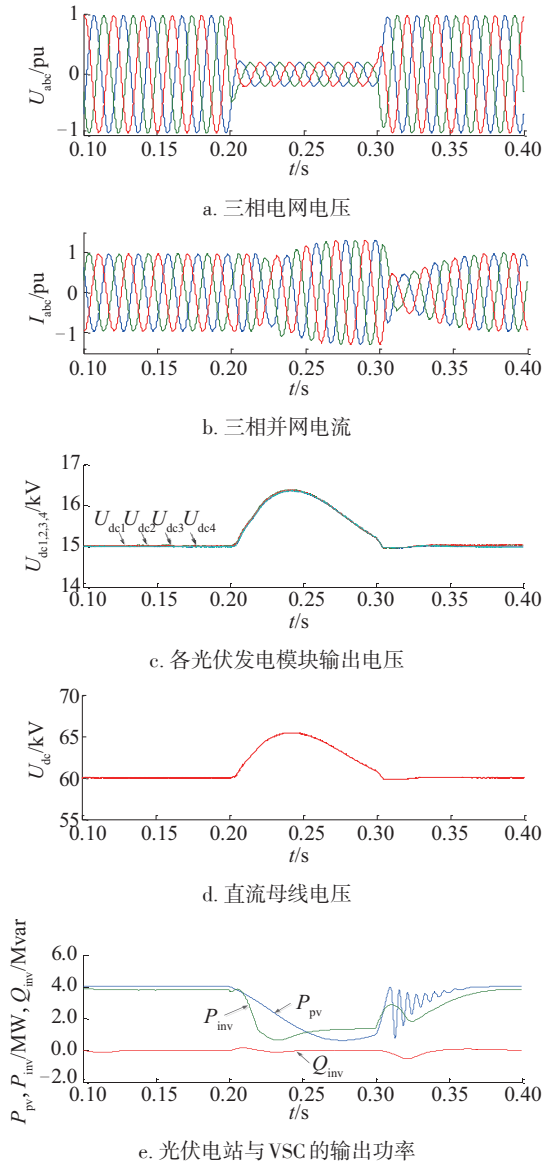 U_abc/pu
1
0
−1
0.10 0.15 0.20 0.25 0.30 0.35 0.40
t/s
a. 三相电网电压
I_abc/pu
1
0
−1
0.10 0.15 0.20 0.25 0.30 0.35 0.40
t/s
b. 三相并网电流
U_dc1,2,3,4/kV
17
16
15
14
U_dc1 U_dc2 U_dc3 U_dc4
0.10 0.15 0.20 0.25 0.30 0.35 0.40
t/s
c. 各光伏发电模块输出电压
U_dc/kV
70
65
60
55
0.10 0.15 0.20 0.25 0.30 0.35 0.40
t/s
d. 直流母线电压
P_pv, P_inv/MW, Q_inv/Mvar
6.0
4.0
2.0
0.0
−2.0
P_inv
P_pv
Q_inv
0.10 0.15 0.20 0.25 0.30 0.35 0.40
t/s
e. 光伏电站与VSC的输出功率